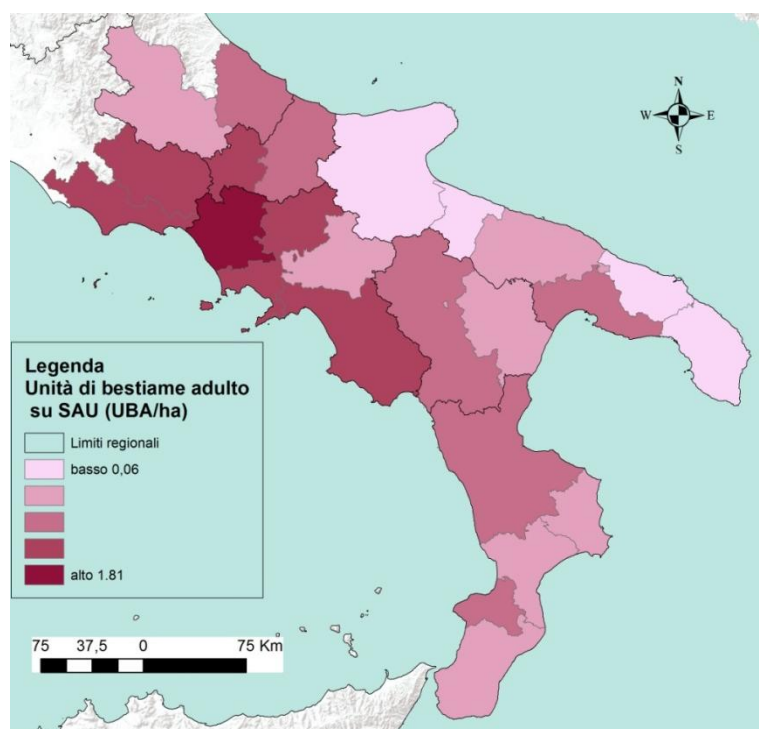 N
W E
S
Legenda
Unità di bestiame adulto
su SAU (UBA/ha)
Limiti regionali
basso 0,06
alto 1.81
75 37,5 0 75 Km